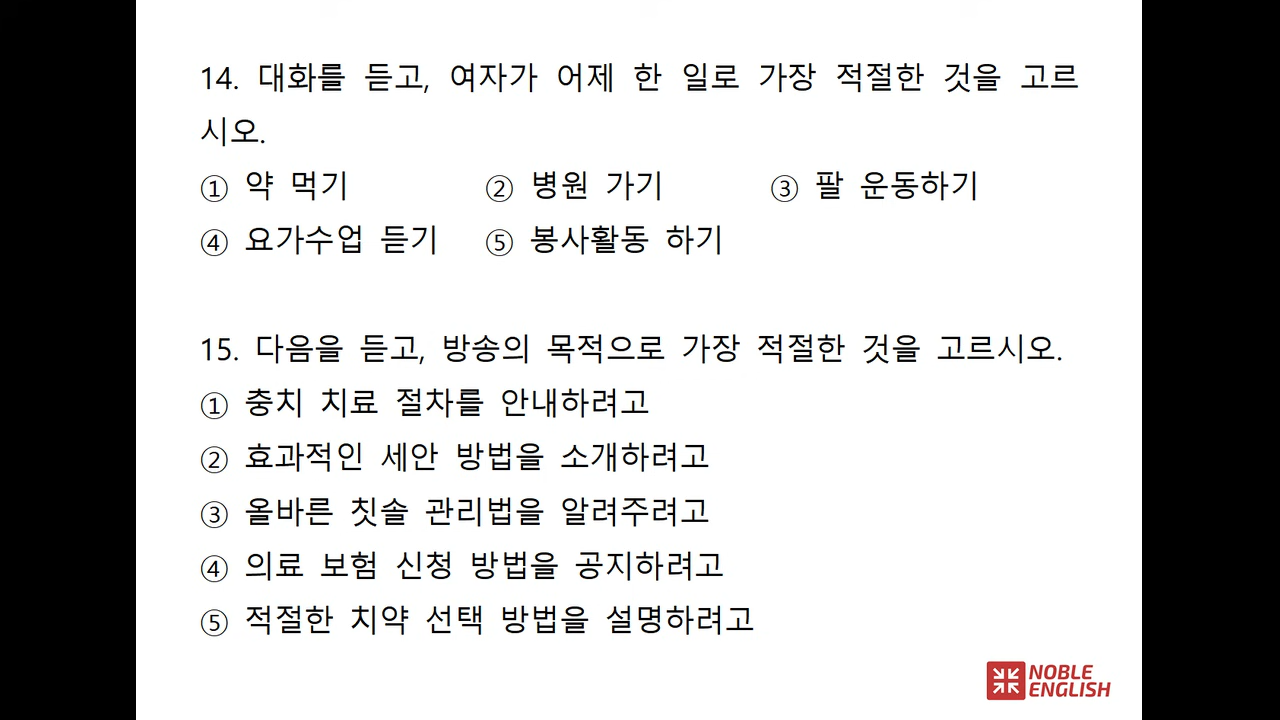 14. 대화를 듣고, 여자가 어제 한 일로 가장 적절한 것을 고르
시오.
① 약 먹기 ② 병원 가기 ③ 팔 운동하기
④ 요가수업 듣기 ⑤ 봉사활동 하기
15. 다음을 듣고, 방송의 목적으로 가장 적절한 것을 고르시오.
① 충치 치료 절차를 안내하려고
② 효과적인 세안 방법을 소개하려고
③ 올바른 칫솔 관리법을 알려주려고
④ 의료 보험 신청 방법을 공지하려고
⑤ 적절한 치약 선택 방법을 설명하려고
NOBLE
ENGLISH